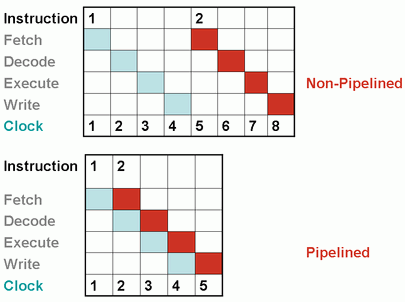 Instruction 1 2
Fetch
Decode
Execute Non-Pipelined
Write
Clock 1 2 3 4 5 6 7 8
Instruction 1 2
Fetch
Decode
Execute
Write Pipelined
Clock 1 2 3 4 5